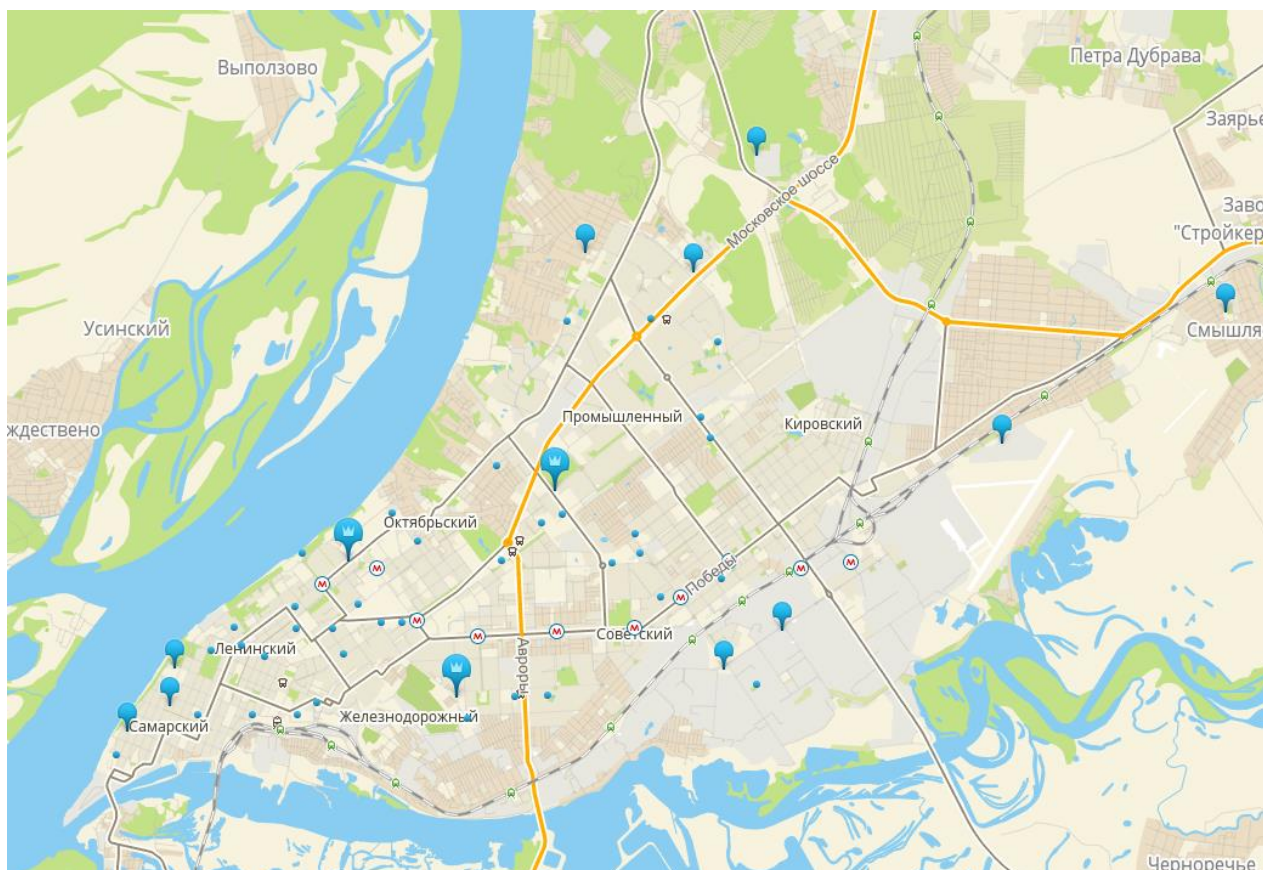 Петра Дубрава
Выползово
Заярье
Московское шоссе
Заво
"Стройкер
Усинский
Смышля
Промышленный
Кировский
ждествено
Октябрьский
М
М
М
М
Победы
М
М
М
М
М
Советский
Ленинский
Авроры
Железнодорожный
Самарский
Черноречье